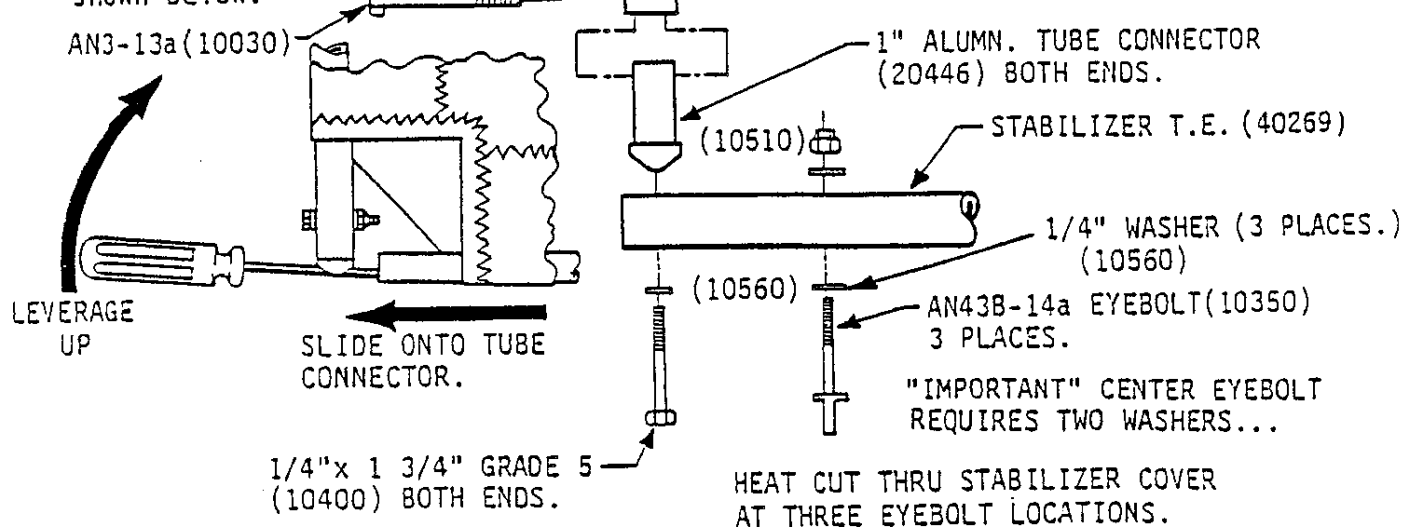 AN3-13a(10030)
1" ALUMN. TUBE CONNECTOR
(20446) BOTH ENDS.
(10510)
STABILIZER T.E. (40269)
1/4" WASHER (3 PLACES.)
(10560)
(10560)
AN43B-14a EYEBOLT(10350)
3 PLACES.
LEVERAGE
UP
SLIDE ONTO TUBE
CONNECTOR.
"IMPORTANT" CENTER EYEBOLT
REQUIRES TWO WASHERS...
1/4"x 1 3/4" GRADE 5
(10400) BOTH ENDS.
HEAT CUT THRU STABILIZER COVER
AT THREE EYEBOLT LOCATIONS.